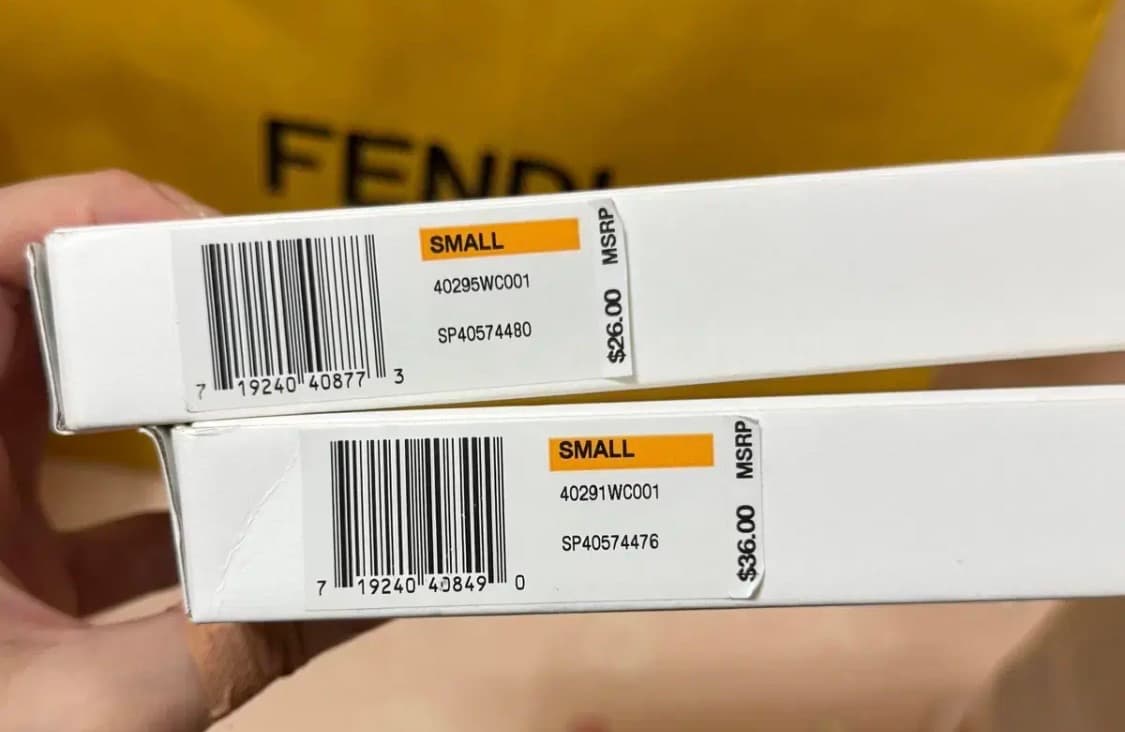 FENDI
SMALL
40295WC001
SP40574480
$26.00 MSRP
7 19240 40877 3
SMALL
40291WC001
SP40574476
$36.00 MSRP
7 19240 40849 0